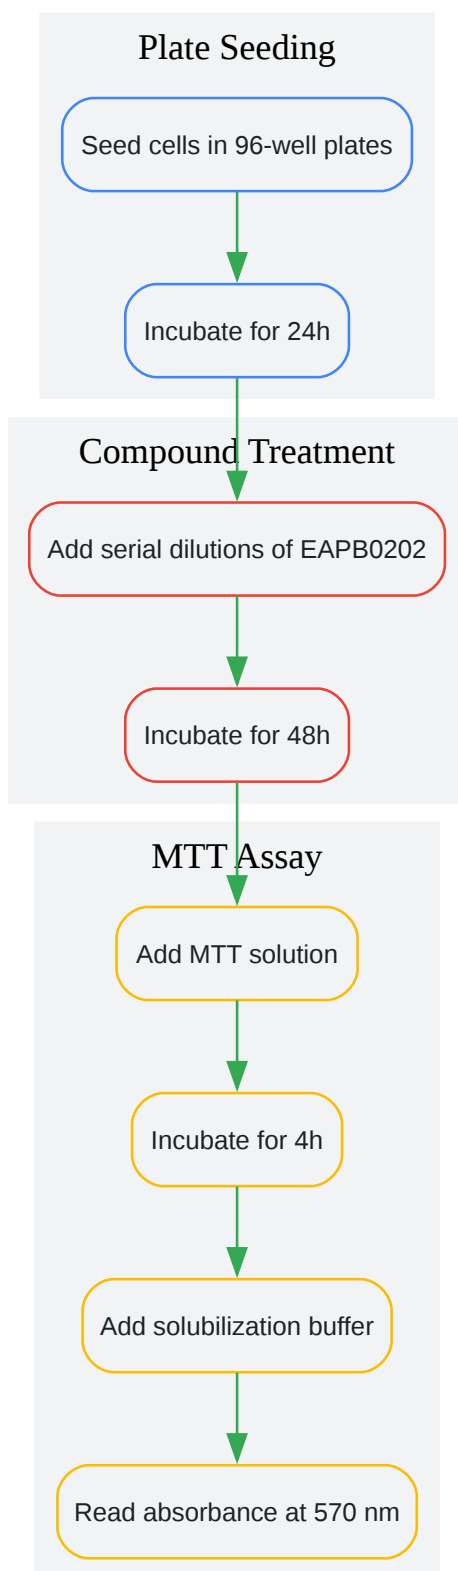 Plate Seeding
Seed cells in 96-well plates
Incubate for 24h
Compound Treatment
Add serial dilutions of EAPB0202
Incubate for 48h
MTT Assay
Add MTT solution
Incubate for 4h
Add solubilization buffer
Read absorbance at 570 nm